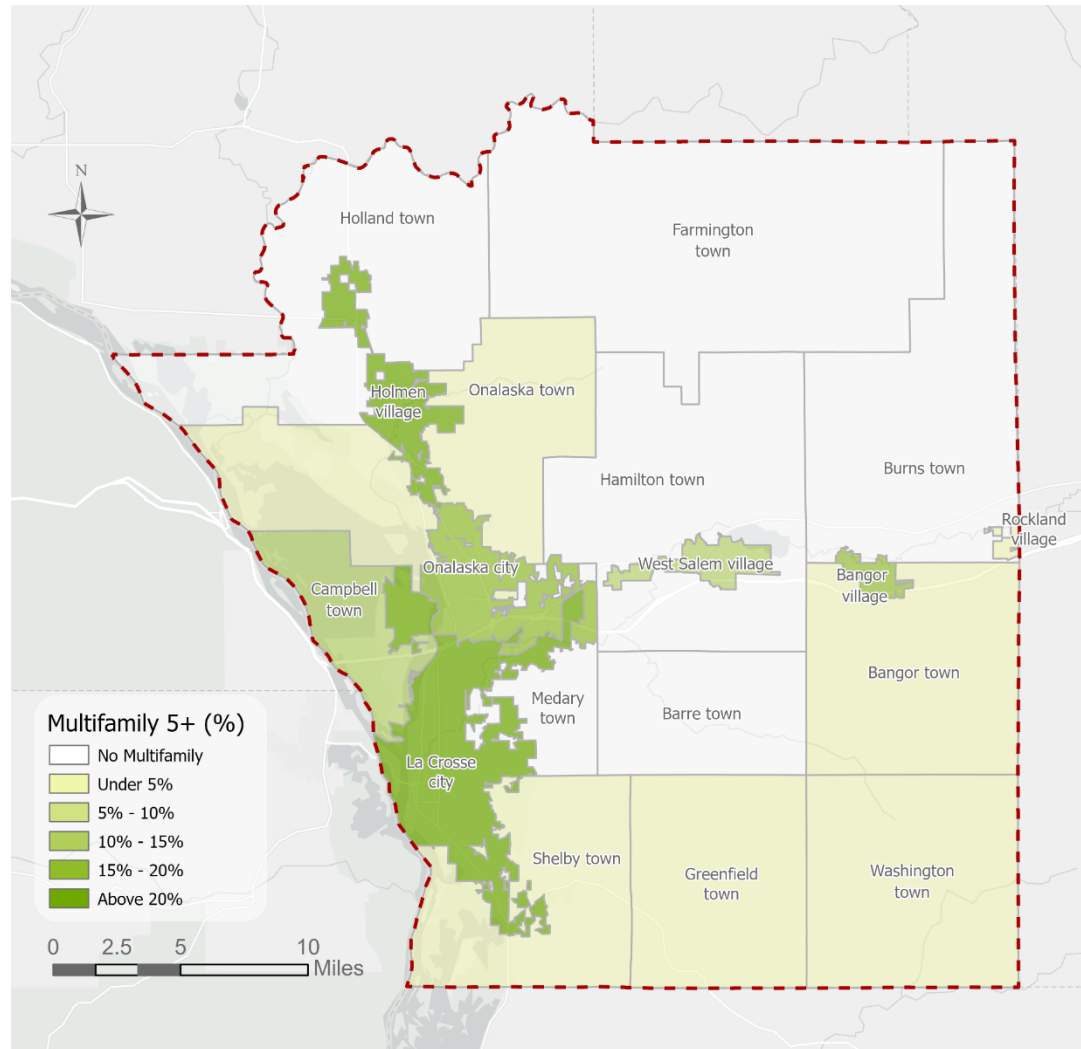 N
Holland town
Farmington
town
Holmen
village
Onalaska town
Hamilton town
Burns town
Rockland
village
Onalaska city
West Salem village
Bangor
village
Campbell
town
Bangor town
Medary
town
Barre town
La Crosse
city
Shelby town
Greenfield
town
Washington
town
Multifamily 5+ (%)
No Multifamily
Under 5%
5% - 10%
10% - 15%
15% - 20%
Above 20%
0 2.5 5 10
Miles